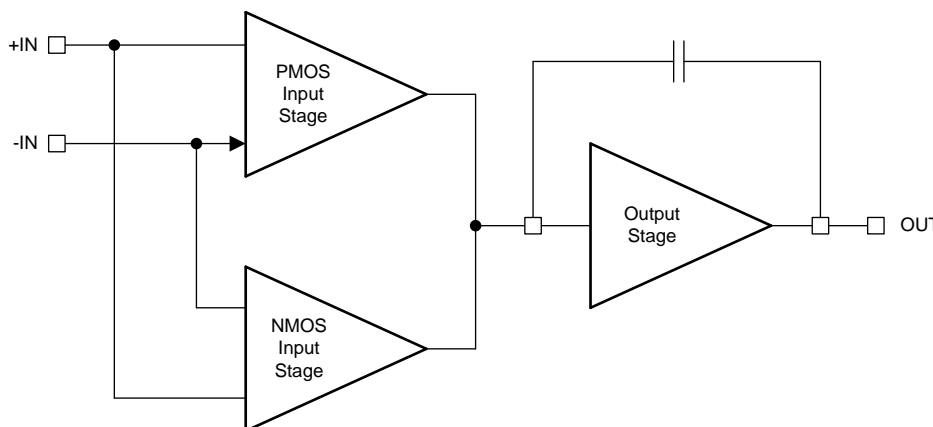 +IN
PMOS
Input
Stage
-IN
Output
Stage
OUT
NMOS
Input
Stage